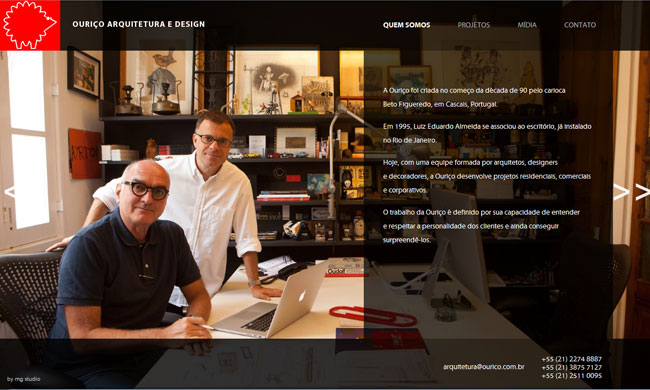 OURIÇO ARQUITETURA E DESIGN
QUEM SOMOS PROJETOS MÍDIA CONTATO
A Ouriço foi criada no começo da década de 90 pelo carioca
Beto Figueredo, em Cascais, Portugal.
Em 1995, Luiz Eduardo Almeida se associou ao escritório, já instalado
no Rio de Janeiro.
Hoje, com uma equipe formada por arquitetos, designers
e decoradores, a Ouriço desenvolve projetos residenciais, comerciais
e corporativos.
O trabalho da Ouriço é definido por sua capacidade de entender
e respeitar a personalidade dos clientes e ainda conseguir
surpreendê-los.
arquitetura@ourico.com.br
+55 (21) 2274 8887
+55 (21) 3875 7127
+55 (21) 2511 0095
by mg studio